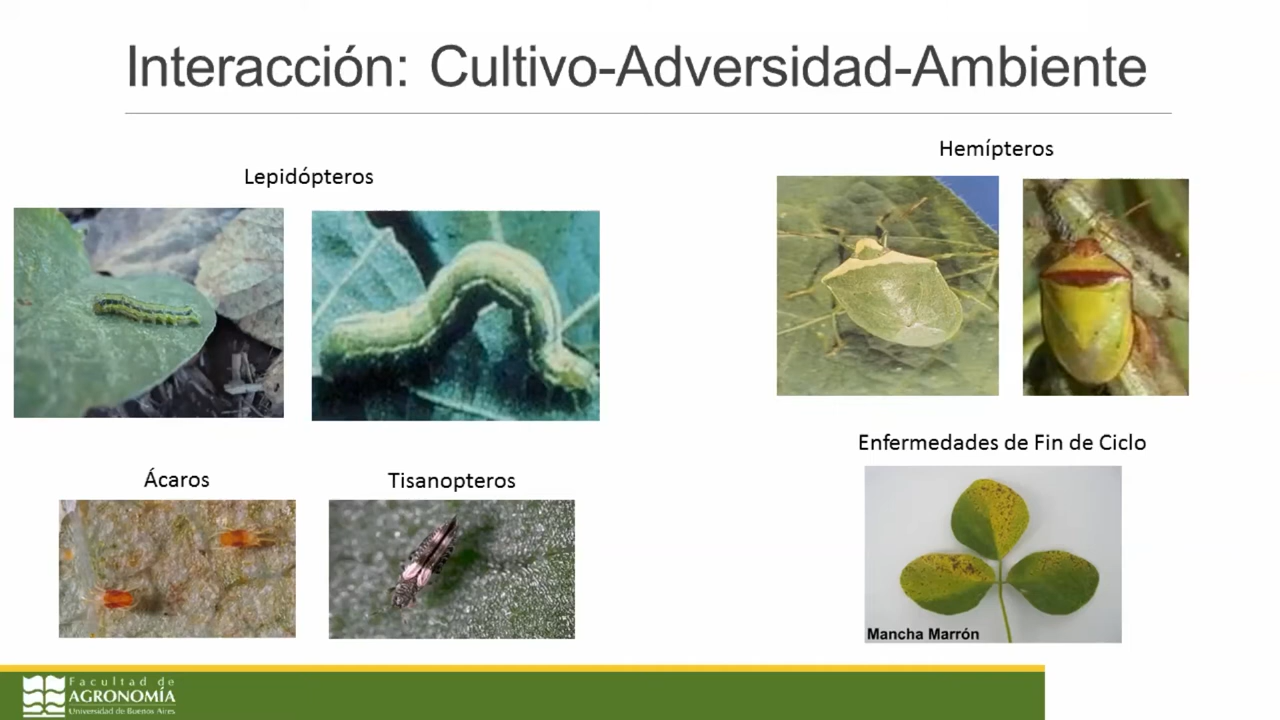 Interacción: Cultivo-Adversidad-Ambiente
Lepidópteros
Hemípteros
Ácaros
Tisanopteros
Enfermedades de Fin de Ciclo
Mancha Marrón
Facultad de
AGRONOMÍA
Universidad de Buenos Aires